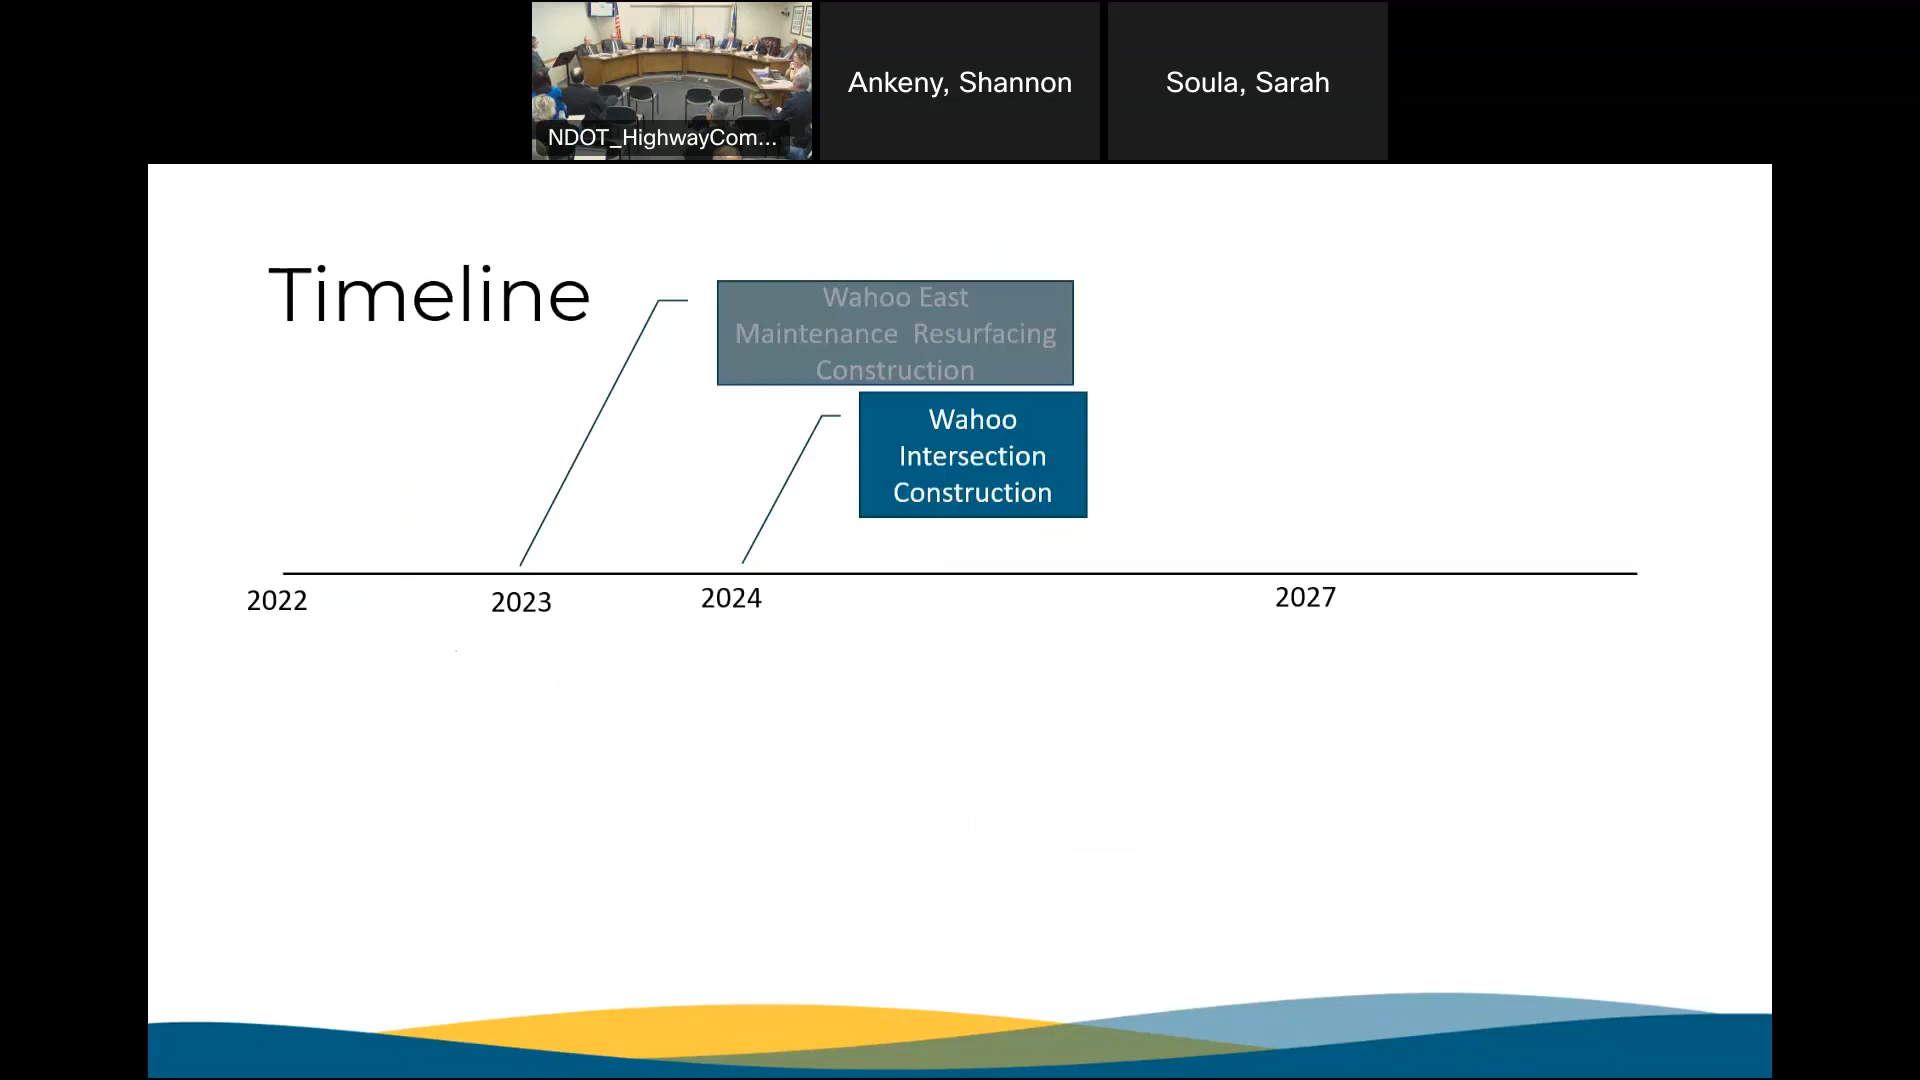 NDOT_HighwayCom...
Ankeny, Shannon
Soula, Sarah
Timeline
Wahoo East
Maintenance Resurfacing
Construction
Wahoo
Intersection
Construction
2022
2023
2024
2027